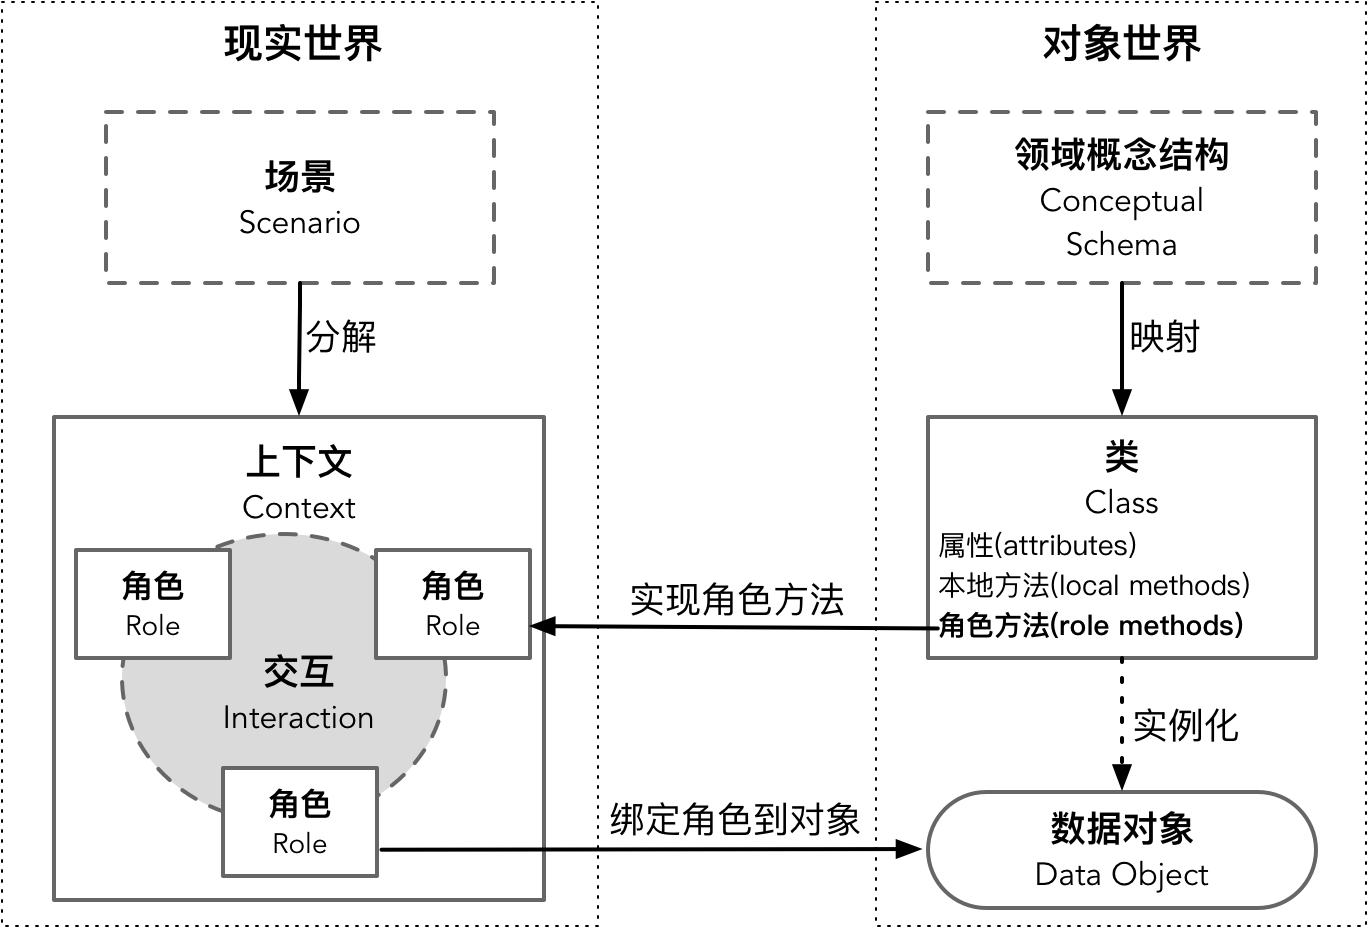 现实世界
场景
Scenario
分解
上下文
Context
角色
Role
角色
Role
交互
Interaction
角色
Role
实现角色方法
绑定角色到对象
对象世界
领域概念结构
Conceptual
Schema
映射
类
Class
属性(attributes)
本地方法(local methods)
角色方法(role methods)
实例化
数据对象
Data Object